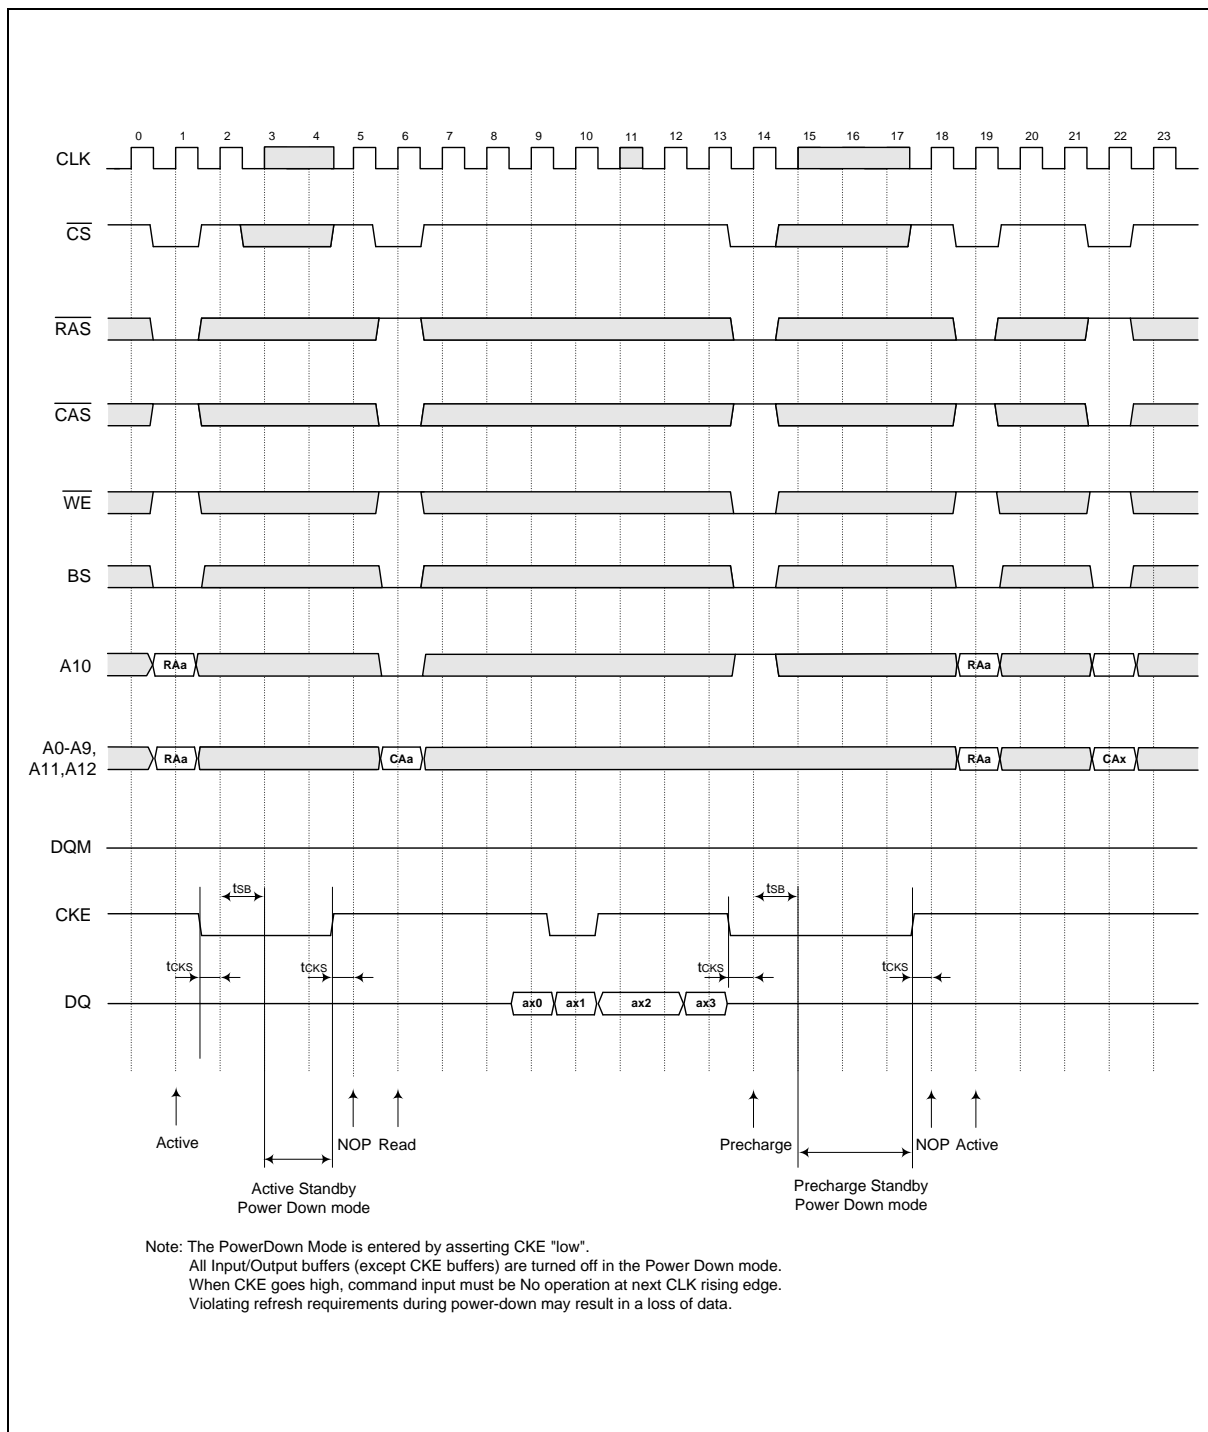 0 1 2 3 4 5 6 7 8 9 10 11 12 13 14 15 16 17 18 19 20 21 22 23
CLK
CS
RAS
CAS
WE
BS
A10 RAa RAa
A0-A9,
A11,A12 RAa CAa RAa CAx
DQM
tSB tSB
CKE
tCKS tCKS tCKS tCKS
DQ ax0 ax1 ax2 ax3
Active NOP Read Precharge NOP Active
Active Standby
Power Down mode
Precharge Standby
Power Down mode
Note: The PowerDown Mode is entered by asserting CKE "low".
All Input/Output buffers (except CKE buffers) are turned off in the Power Down mode.
When CKE goes high, command input must be No operation at next CLK rising edge.
Violating refresh requirements during power-down may result in a loss of data.